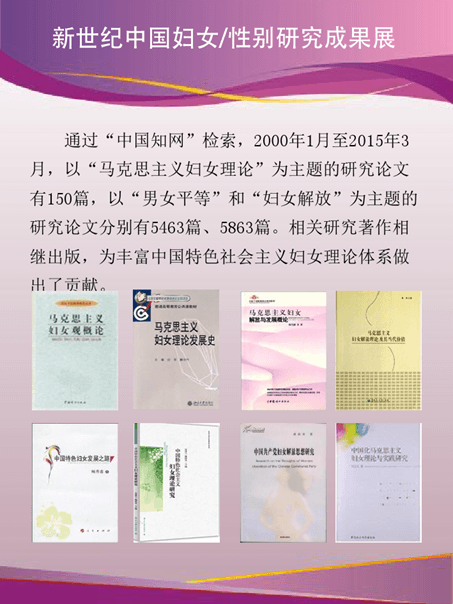 新世纪中国妇女/性别研究成果展
通过“中国知网”检索，2000年1月至2015年3
月，以“马克思主义妇女理论”为主题的研究论文
有150篇，以“男女平等”和“妇女解放”为主题的
研究论文分别有5463篇、5863篇。相关研究著作相
继出版，为丰富中国特色社会主义妇女理论体系做
出了贡献。
马克思主义
妇女观概论
马克思主义
妇女理论发展史
马克思主义妇女
解放与发展概论
马克思主义
妇女解放理论及其当代价值
中国特色妇女发展之路
人民出版社
中国特色社会主义
妇女理论研究
中国共产党妇女解放思想研究
中国化马克思主义
妇女理论与实践研究